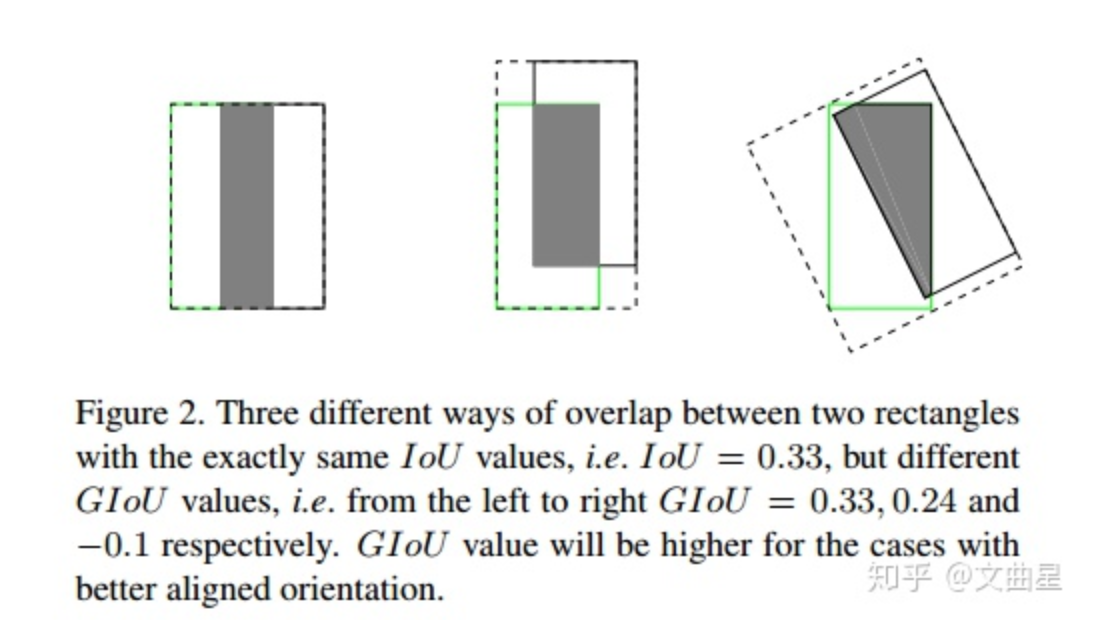 Figure 2. Three different ways of overlap between two rectangles
with the exactly same IoU values, i.e. IoU = 0.33, but different
GIoU values, i.e. from the left to right GIoU = 0.33, 0.24 and
−0.1 respectively. GIoU value will be higher for the cases with
better aligned orientation.
知乎 @文曲星